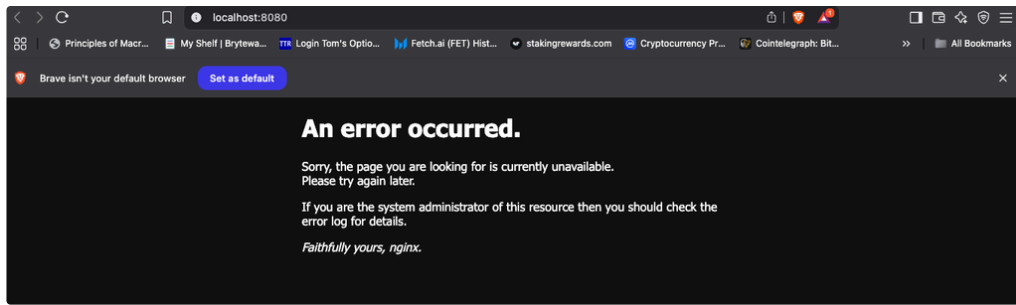 localhost:8080
Principles of Macr...
My Shelf | Brytewa...
TTR Login Tom's Optio...
Fetch.ai (FET) Hist...
stakingrewards.com
Cryptocurrency Pr...
Cointelegraph: Bit...
»
All Bookmarks
Brave isn't your default browser
Set as default
An error occurred.
Sorry, the page you are looking for is currently unavailable.
Please try again later.
If you are the system administrator of this resource then you should check the
error log for details.
Faithfully yours, nginx.